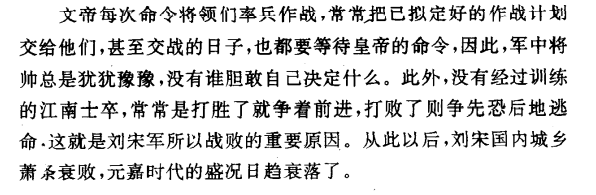 文帝每次命令将领们率兵作战，常常把已拟定好的作战计划
交给他们，甚至交战的日子，也都要等待皇帝的命令，因此，军中将
帅总是犹犹豫豫，没有谁胆敢自己决定什么。此外，没有经过训练
的江南士卒，常常是打胜了就争着前进，打败了则争先恐后地逃
命．这就是刘宋军所以战败的重要原因。从此以后，刘宋国内城乡
萧条衰败，元嘉时代的盛况日趋衰落了。